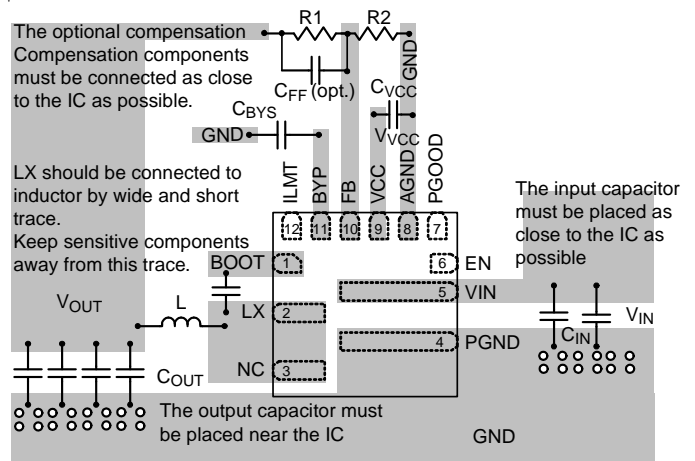 R1
R2
The optional compensation
Compensation components
must be connected as close
to the IC as possible.
CFF (opt.)
GND
CVCC
CBYS
GND
VVCC
LX should be connected to
inductor by wide and short
trace.
Keep sensitive components
away from this trace.
ILMT
BYP
FB
VCC
AGND
PGOOD
The input capacitor
must be placed as
close to the IC as
possible
12
11
10
9
8
7
BOOT
1
6
EN
5
VIN
VOUT
L
LX
2
CIN
VIN
4
PGND
NC
3
COUT
The output capacitor must
be placed near the IC
GND